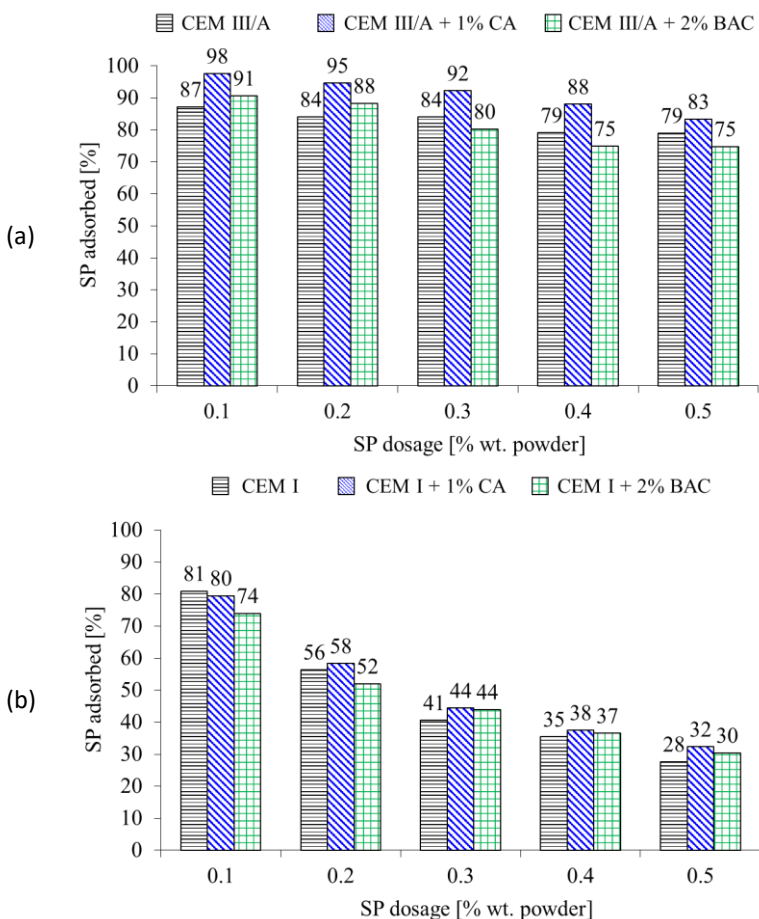 CEM III/A CEM III/A + 1% CA CEM III/A + 2% BAC
(a)
SP adsorbed [%]
100
90
80
70
60
50
40
30
20
10
0
87 98 91
84 95 88
84 92 80
79 88 75
79 83 75
0.1 0.2 0.3 0.4 0.5
SP dosage [% wt. powder]
CEM I CEM I + 1% CA CEM I + 2% BAC
(b)
SP adsorbed [%]
100
90
80
70
60
50
40
30
20
10
0
81 80 74
56 58 52
41 44 44
35 38 37
28 32 30
0.1 0.2 0.3 0.4 0.5
SP dosage [% wt. powder]